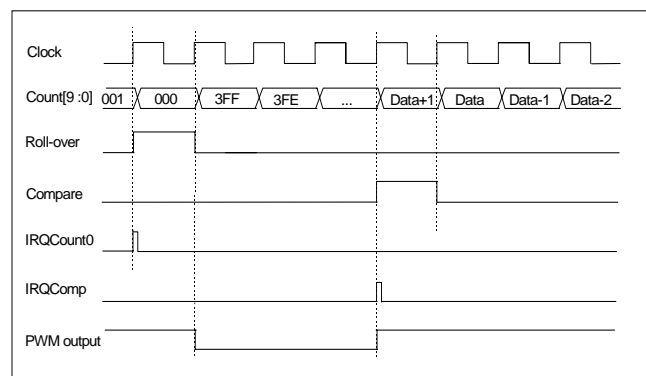 Clock
Count[9 :0] 001 000 3FF 3FE ... Data+1 Data Data-1 Data-2
Roll-over
Compare
IRQCount0
IRQComp
PWM output